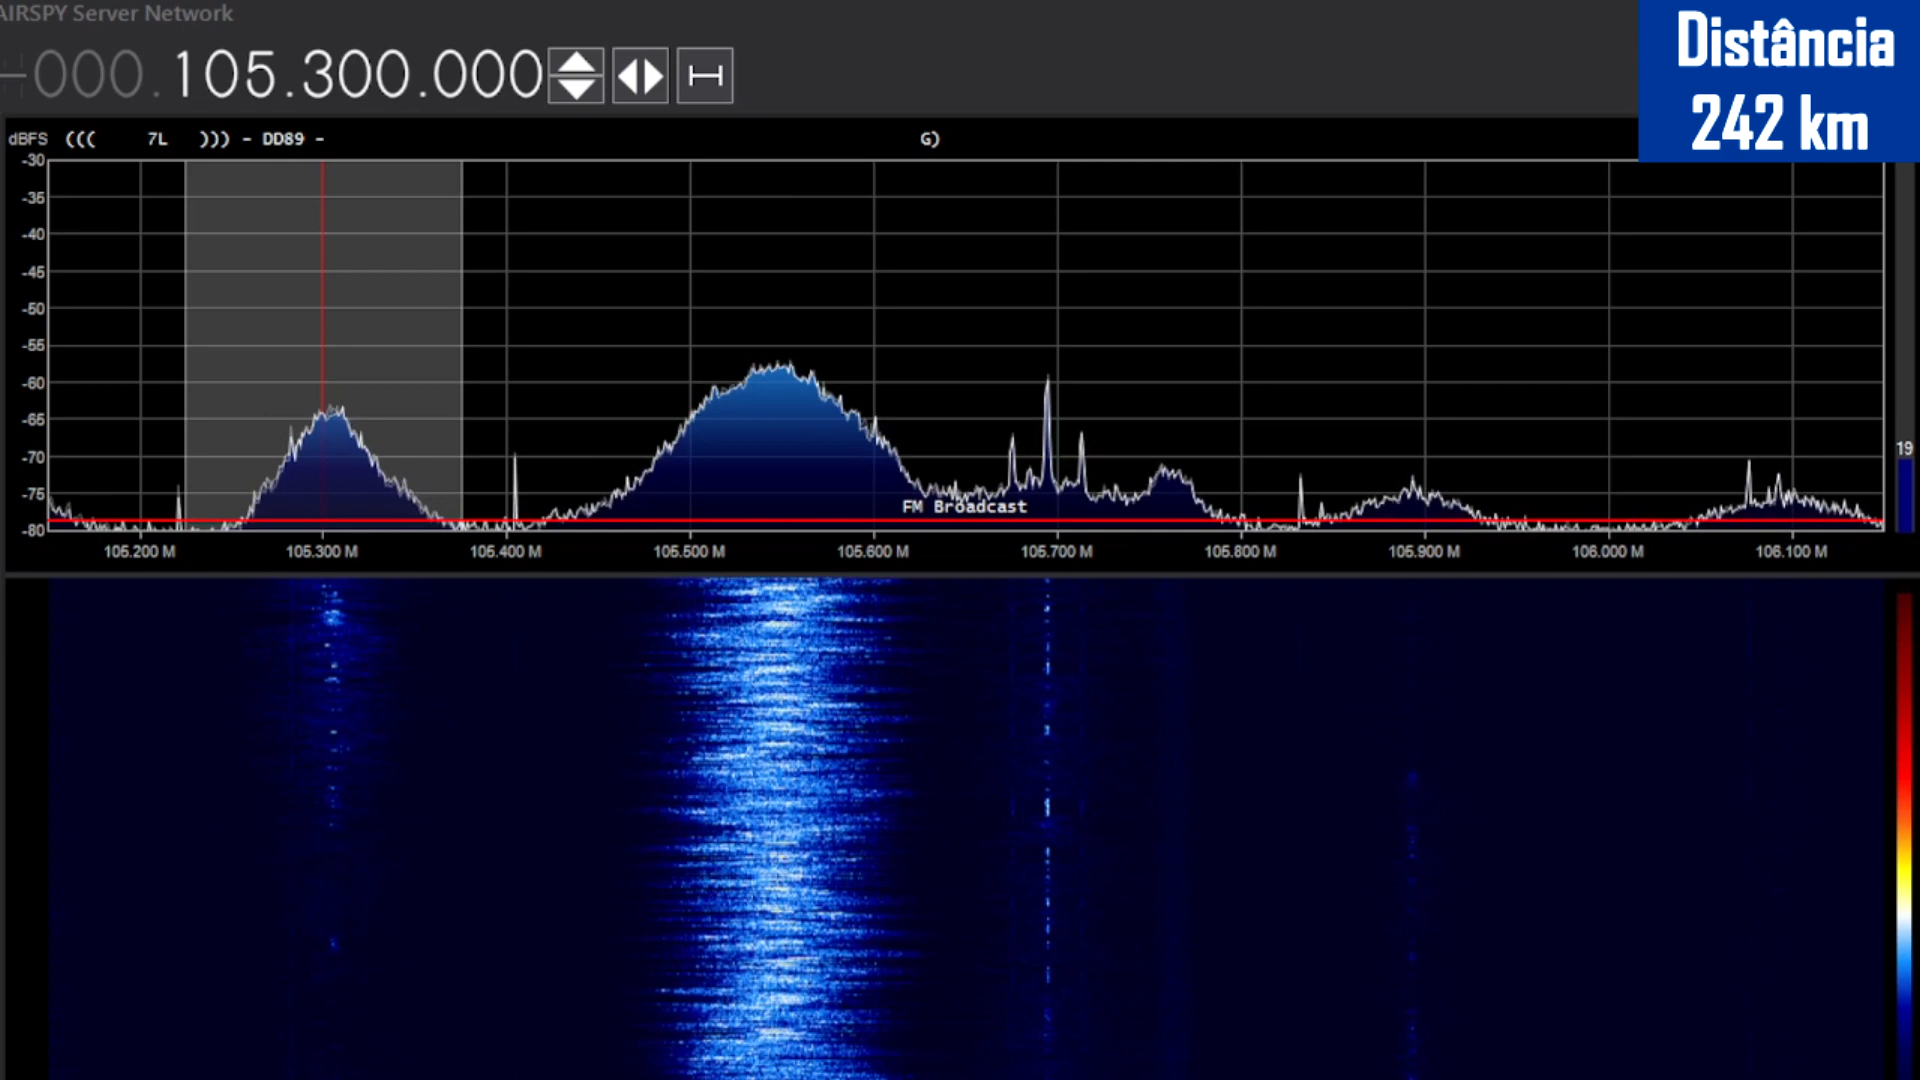 AIRSPY Server Network
000.105.300.000
Distância
242 km
dBFS ((( 7L ))) - DD89 - G)
-30
-35
-40
-45
-50
-55
-60
-65
-70
-75
-80
19
FM Broadcast
105.200 M 105.300 M 105.400 M 105.500 M 105.600 M 105.700 M 105.800 M 105.900 M 106.000 M 106.100 M